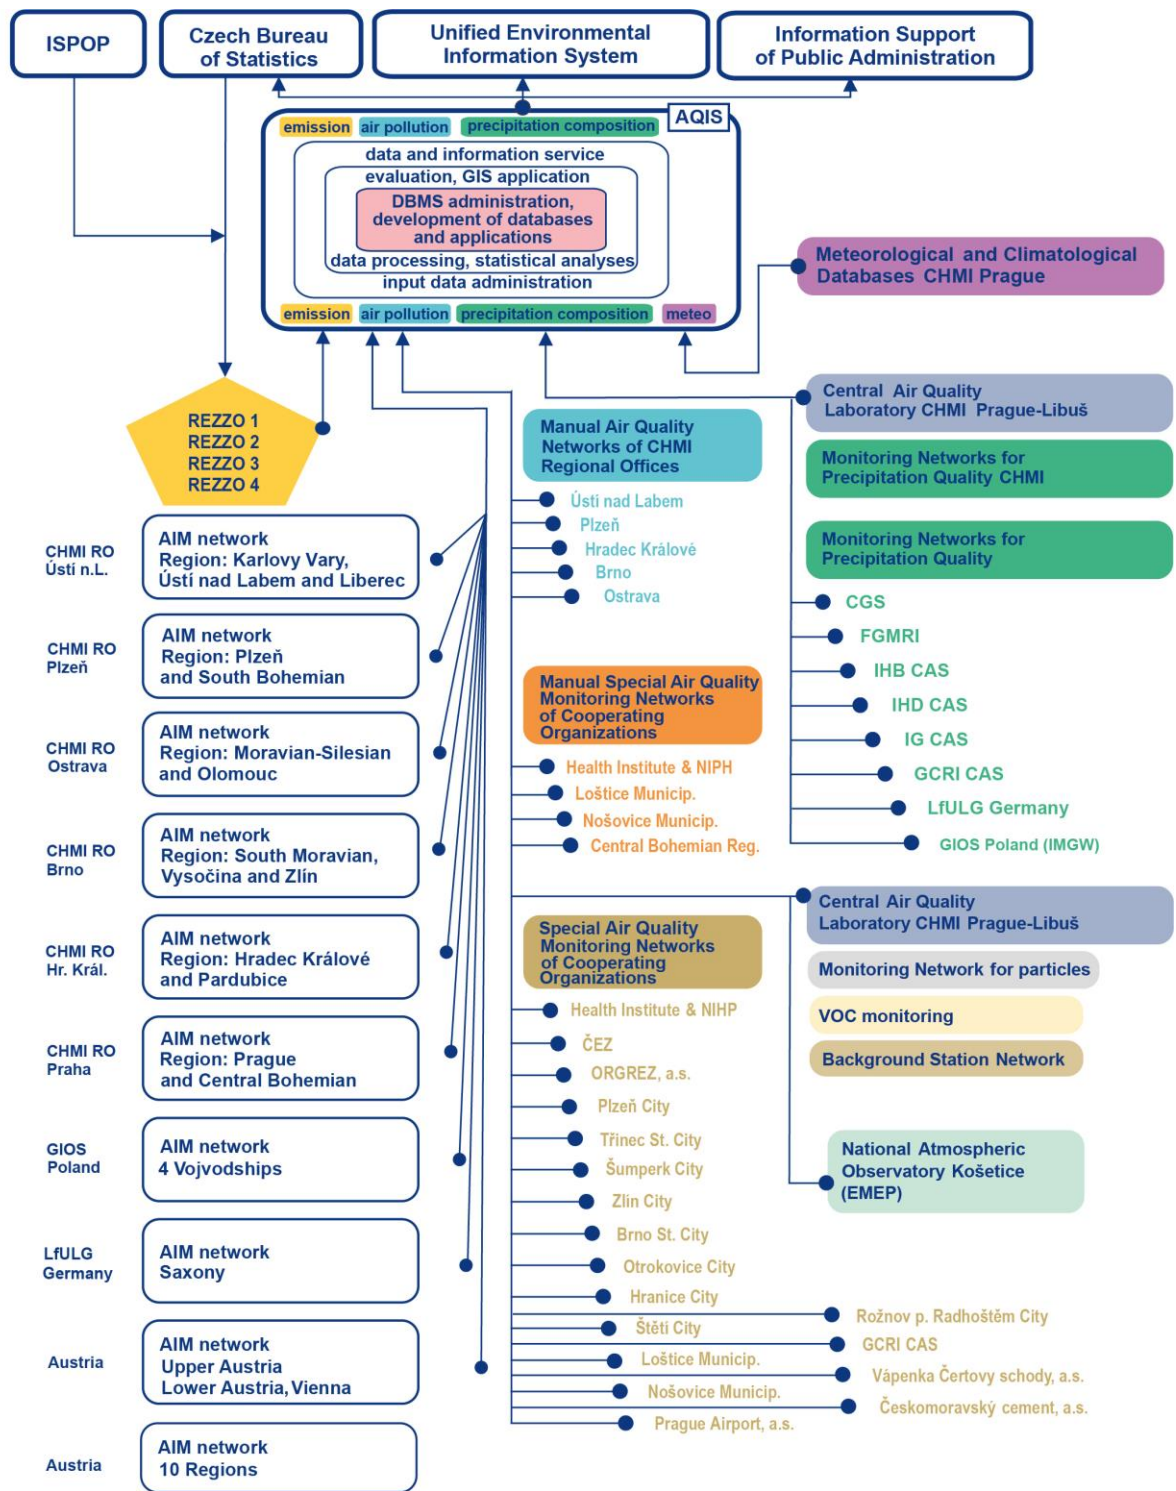 ISPOP
Czech Bureau
of Statistics
Unified Environmental
Information System
Information Support
of Public Administration
AQIS
emission
air pollution
precipitation composition
data and information service
evaluation, GIS application
DBMS administration,
development of databases
and applications
data processing, statistical analyses
input data administration
emission
air pollution
precipitation composition
meteo
Meteorological and Climatological
Databases CHMI Prague
REZZO 1
REZZO 2
REZZO 3
REZZO 4
CHMI RO
Ústí n.L.
AIM network
Region: Karlovy Vary,
Ústí nad Labem and Liberec
CHMI RO
Plzeň
AIM network
Region: Plzeň
and South Bohemian
CHMI RO
Ostrava
AIM network
Region: Moravian-Silesian
and Olomouc
CHMI RO
Brno
AIM network
Region: South Moravian,
Vysočina and Zlín
CHMI RO
Hr. Král.
AIM network
Region: Hradec Králové
and Pardubice
CHMI RO
Praha
AIM network
Region: Prague
and Central Bohemian
GIOS
Poland
AIM network
4 Vojvodships
LfULG
Germany
AIM network
Saxony
Austria
AIM network
Upper Austria
Lower Austria, Vienna
Austria
AIM network
10 Regions
Manual Air Quality
Networks of CHMI
Regional Offices
Ústi nad Labem
Plzeň
Hradec Králové
Brno
Ostrava
Manual Special Air Quality
Monitoring Networks
of Cooperating
Organizations
Health Institute & NIPH
Loštice Municip.
Nošovice Municip.
Central Bohemian Reg.
Special Air Quality
Monitoring Networks
of Cooperating
Organizations
Health Institute & NIHP
ČEZ
ORGREZ, a.s.
Plzeň City
Třinec St. City
Šumperk City
Zlín City
Brno St. City
Otrokovice City
Hranice City
Štětí City
Loštice Municip.
Nošovice Municip.
Prague Airport, a.s.
Rožnov p. Radhoštěm City
GCRI CAS
Vápenka Čertovy schody, a.s.
Českomoravský cement, a.s.
Central Air Quality
Laboratory CHMI Prague-Libuš
Monitoring Networks for
Precipitation Quality CHMI
Monitoring Networks for
Precipitation Quality
CGS
FGMRI
IHB CAS
IHD CAS
IG CAS
GCRI CAS
LfULG Germany
GIOS Poland (IMGW)
Central Air Quality
Laboratory CHMI Prague-Libuš
Monitoring Network for particles
VOC monitoring
Background Station Network
National Atmospheric
Observatory Košetice
(EMEP)